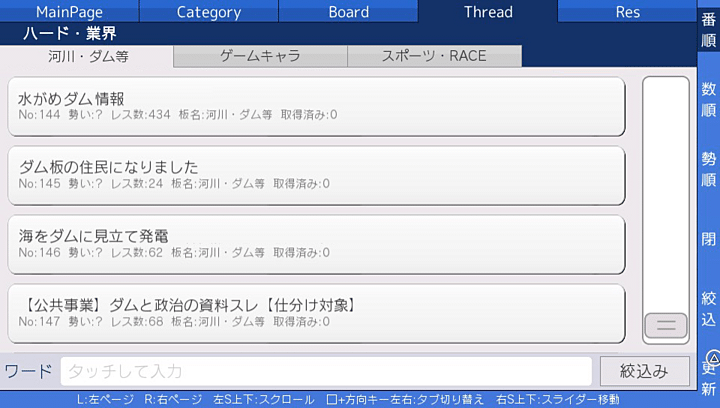 MainPage Category Board Thread Res
ハード・業界
河川・ダム等 ゲームキャラ スポーツ・RACE
水がめダム情報
No:144 勢い:? レス数:434 板名:河川・ダム等 取得済み:0
ダム板の住民になりました
No:145 勢い:? レス数:24 板名:河川・ダム等 取得済み:0
海をダムに見立て発電
No:146 勢い:? レス数:62 板名:河川・ダム等 取得済み:0
【公共事業】ダムと政治の資料スレ【仕分け対象】
No:147 勢い:? レス数:68 板名:河川・ダム等 取得済み:0
ワード タッチして入力 絞込み
L:左ページ R:右ページ 左S上下:スクロール □+方向キー左右:タブ切り替え 右S上下:スライダー移動
番順
数順
勢順
閉
絞込
更新